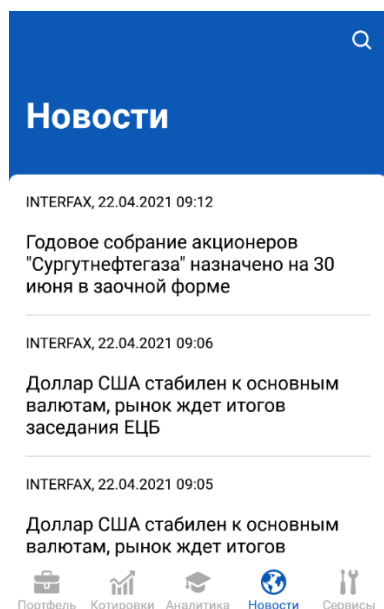 Новости
INTERFAX, 22.04.2021 09:12
Годовое собрание акционеров
"Сургутнефтегаза" назначено на 30
июня в заочной форме
INTERFAX, 22.04.2021 09:06
Доллар США стабилен к основным
валютам, рынок ждет итогов
заседания ЕЦБ
INTERFAX, 22.04.2021 09:05
Доллар США стабилен к основным
валютам, рынок ждет итогов
Портфель Котировки Аналитика Новости Сервисы